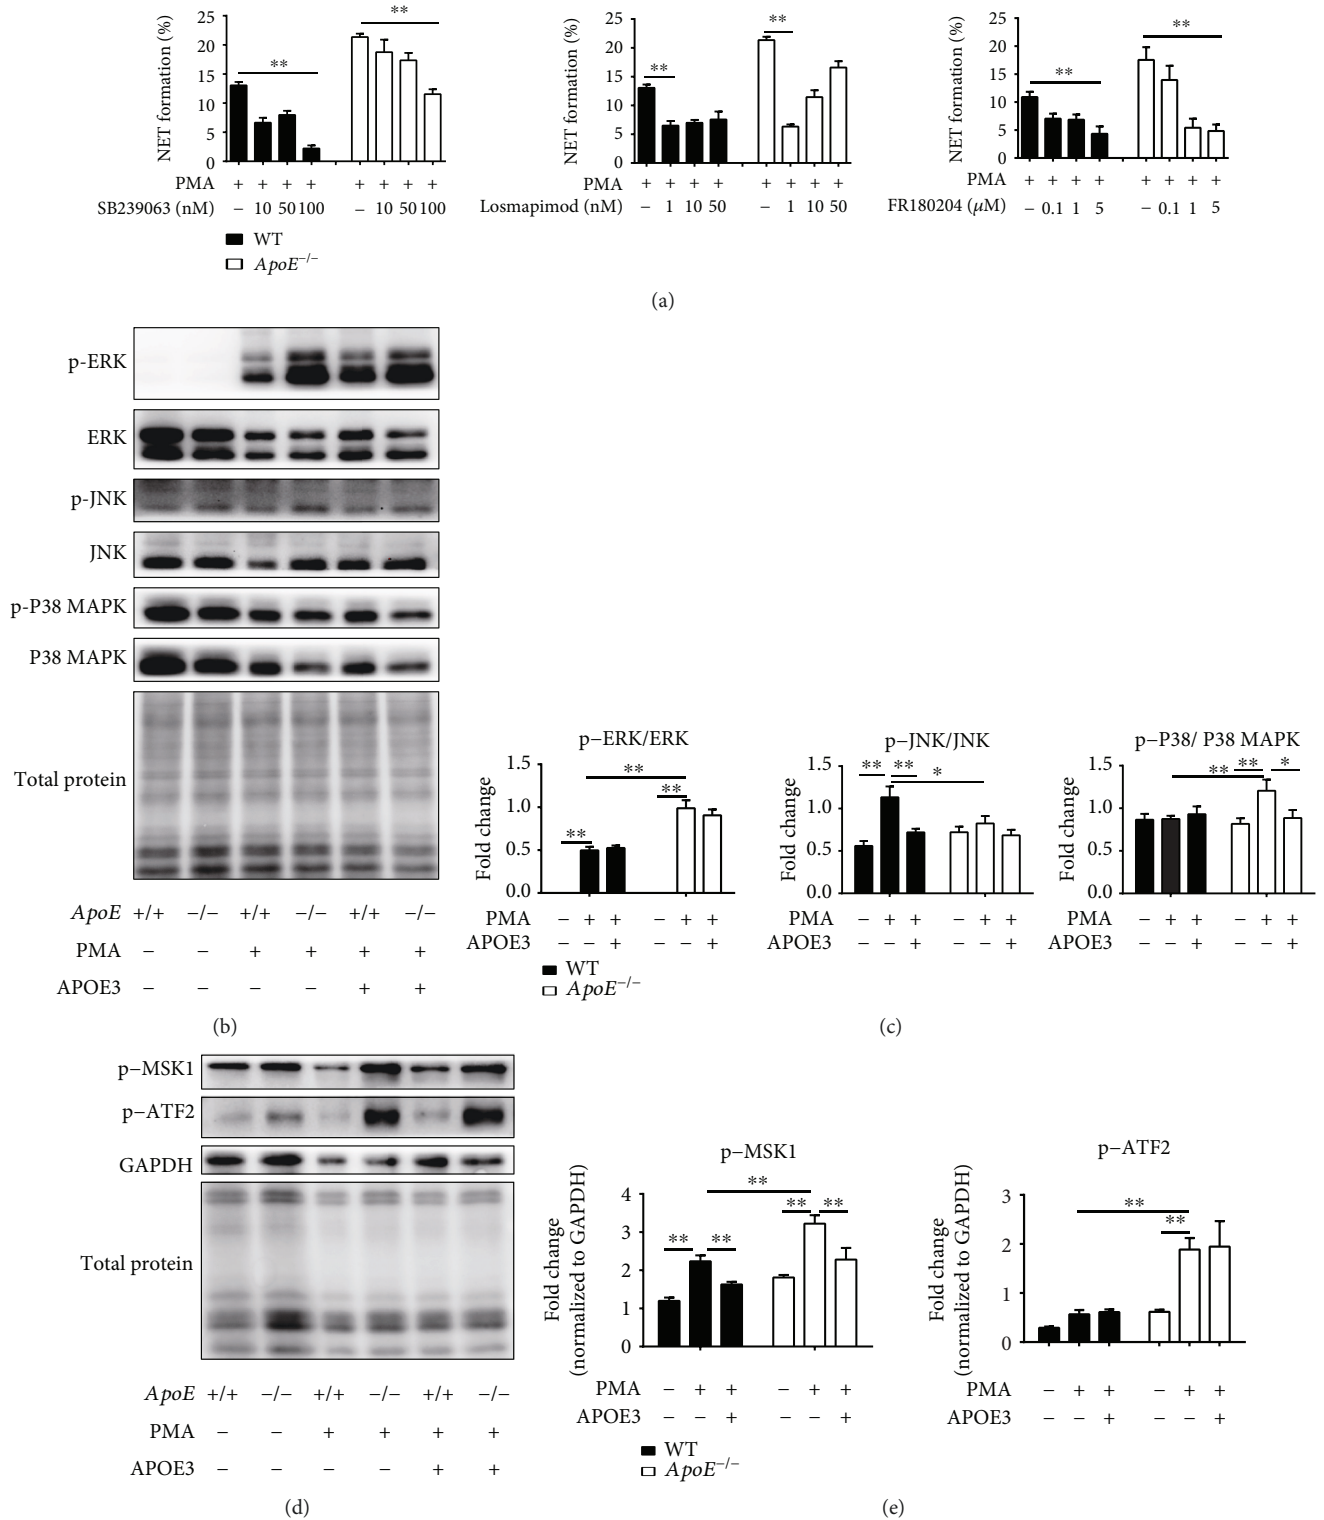 25
20
15
10
5
0
NET formation (%)
**
**
PMA + + + + + + + +
SB239063 (nM) – 10 50 100 – 10 50 100
WT
ApoE−/−
25
20
15
10
5
0
NET formation (%)
**
**
PMA + + + + + + + +
Losmapimod (nM) – 1 10 50 – 1 10 50
25
20
15
10
5
0
NET formation (%)
**
**
PMA + + + + + + + +
FR180204 (μM) – 0.1 1 5 – 0.1 1 5
(a)
p-ERK
ERK
p-JNK
JNK
p-P38 MAPK
P38 MAPK
Total protein
ApoE +/+ −/− +/+ −/− +/+ −/−
PMA – – + + + +
APOE3 – – – – + +
(b)
p−ERK/ERK
1.5
1.0
0.5
0.0
Fold change
**
**
**
PMA – + + – + +
APOE3 – – + – – +
WT
ApoE−/−
p−JNK/JNK
1.5
1.0
0.5
0.0
Fold change
** ** *
PMA – + + – + +
APOE3 – – + – – +
p−P38/ P38 MAPK
1.5
1.0
0.5
0.0
Fold change
** ** *
PMA – + + – + +
APOE3 – – + – – +
(c)
p−MSK1
p−ATF2
GAPDH
Total protein
ApoE +/+ −/− +/+ −/− +/+ −/−
PMA – – + + + +
APOE3 – – – – + +
(d)
p−MSK1
4
3
2
1
0
Fold change
(normalized to GAPDH)
**
** **
** **
PMA – + + – + +
APOE3 – – + – – +
WT
ApoE−/−
p−ATF2
3
2
1
0
Fold change
(normalized to GAPDH)
**
**
PMA – + + – + +
APOE3 – – + – – +
(e)